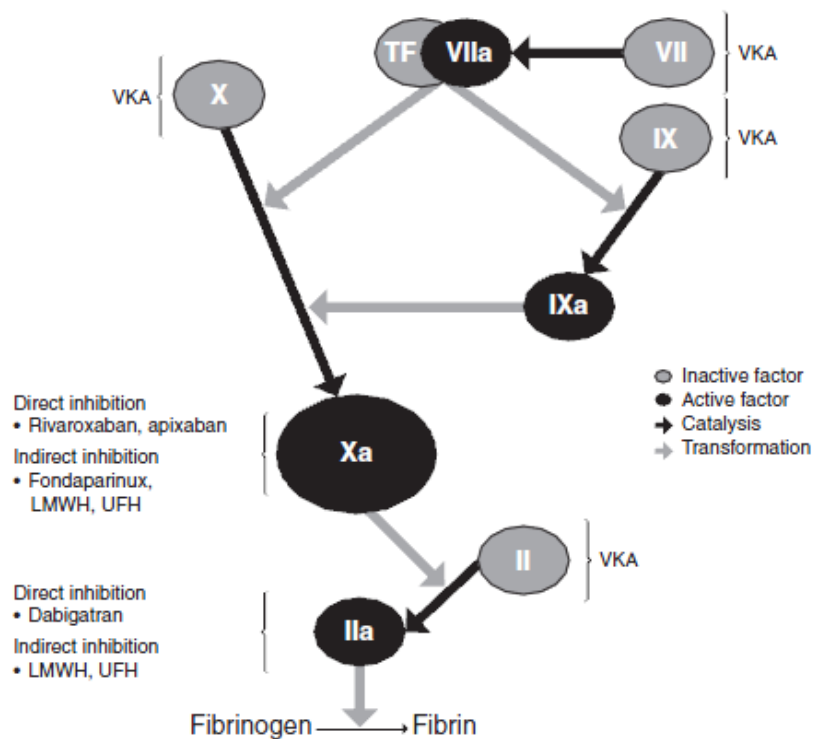 TF
VIIa
VII
VKA
VKA
X
IX
VKA
IXa
Inactive factor
Active factor
Catalysis
Transformation
Direct inhibition
• Rivaroxaban, apixaban
Indirect inhibition
• Fondaparinux,
LMWH, UFH
Xa
II
VKA
Direct inhibition
• Dabigatran
Indirect inhibition
• LMWH, UFH
IIa
Fibrinogen
Fibrin